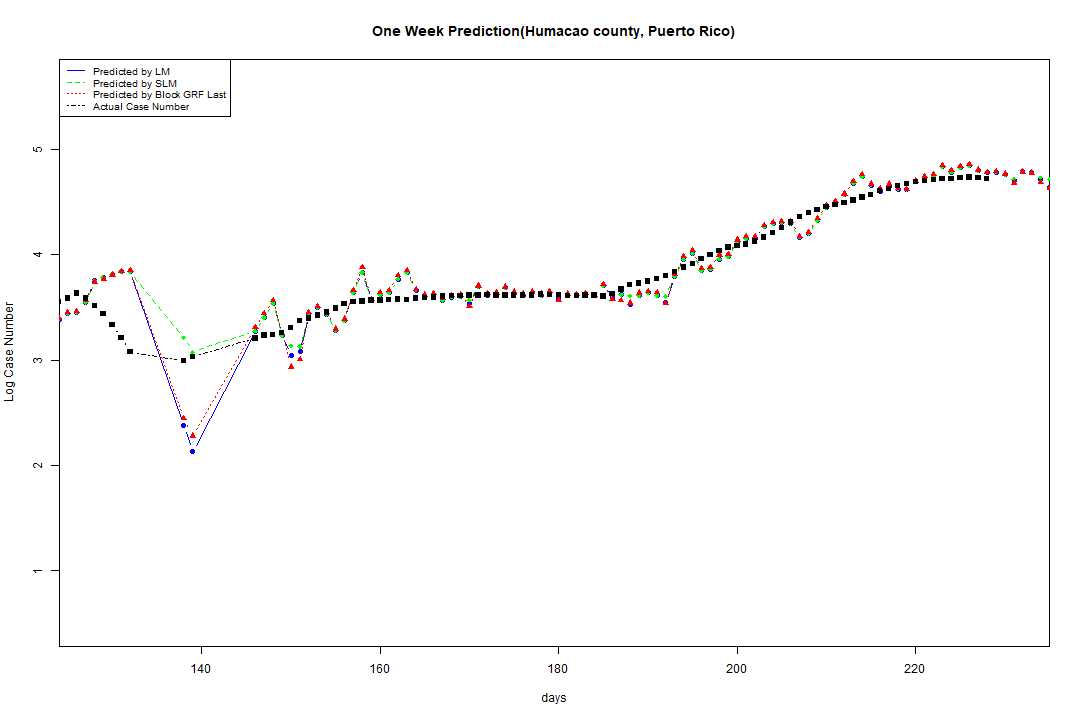 One Week Prediction(Humacao county, Puerto Rico)
Predicted by LM
Predicted by SLM
Predicted by Block GRF Last
Actual Case Number
5
4
3
2
1
Log Case Number
140 160 180 200 220
days